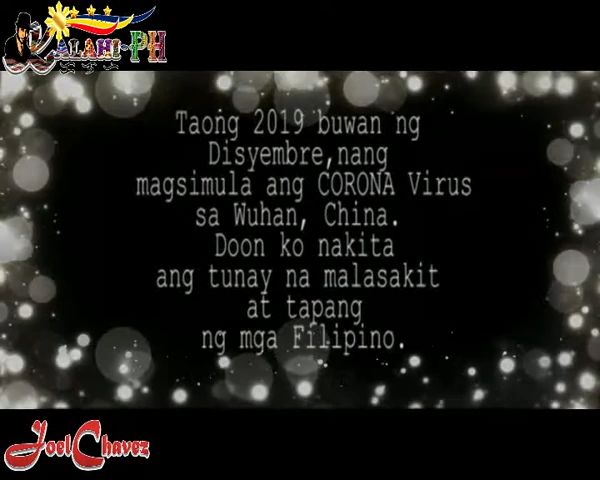 KALAHI-PH
Taong 2019 buwan ng
Disyembre,nang
magsimula ang CORONA Virus
sa Wuhan, China.
Doon ko nakita
ang tunay na malasakit
at tapang
ng mga Filipino.
Joel Chavez